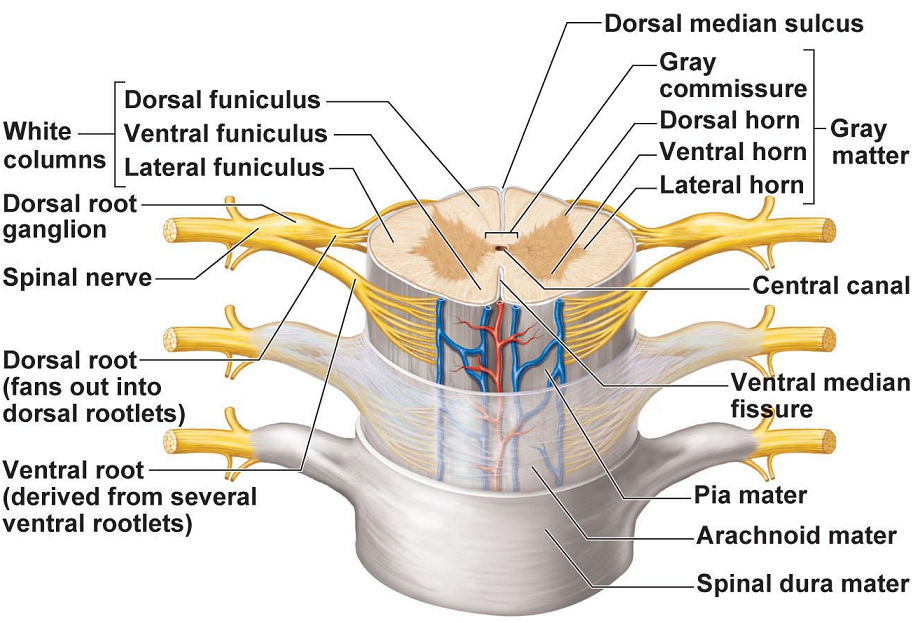 Dorsal median sulcus
Gray
commissure
Dorsal horn
Ventral horn
Lateral horn
Gray
matter
Dorsal funiculus
Ventral funiculus
Lateral funiculus
White
columns
Dorsal root
ganglion
Spinal nerve
Central canal
Dorsal root
(fans out into
dorsal rootlets)
Ventral median
fissure
Ventral root
(derived from several
ventral rootlets)
Pia mater
Arachnoid mater
Spinal dura mater